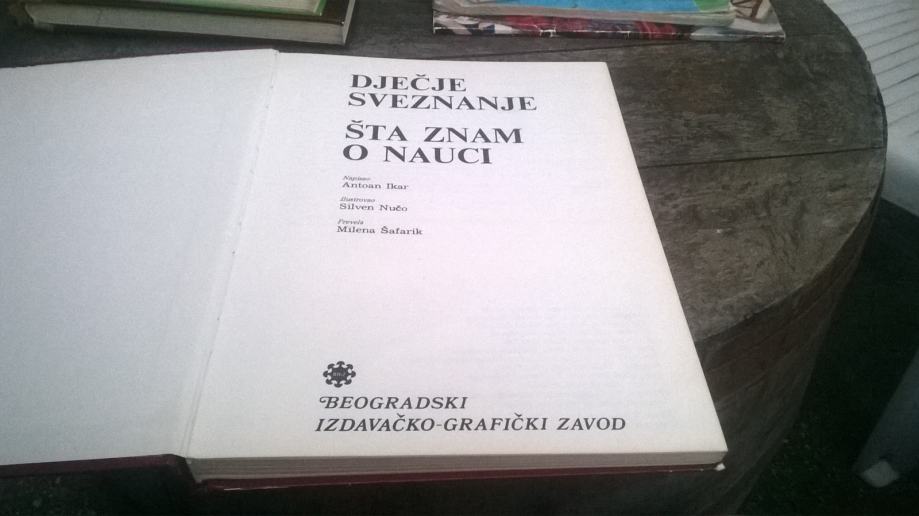 DJEČJE
SVEZNANJE
ŠTA ZNAM
O NAUCI
Napisao
Antoan Ikar
Ilustrovao
Silven Nučo
Prevela
Milena Šafarik
BEOGRADSKI
IZDAVAČKO-GRAFIČKI ZAVOD